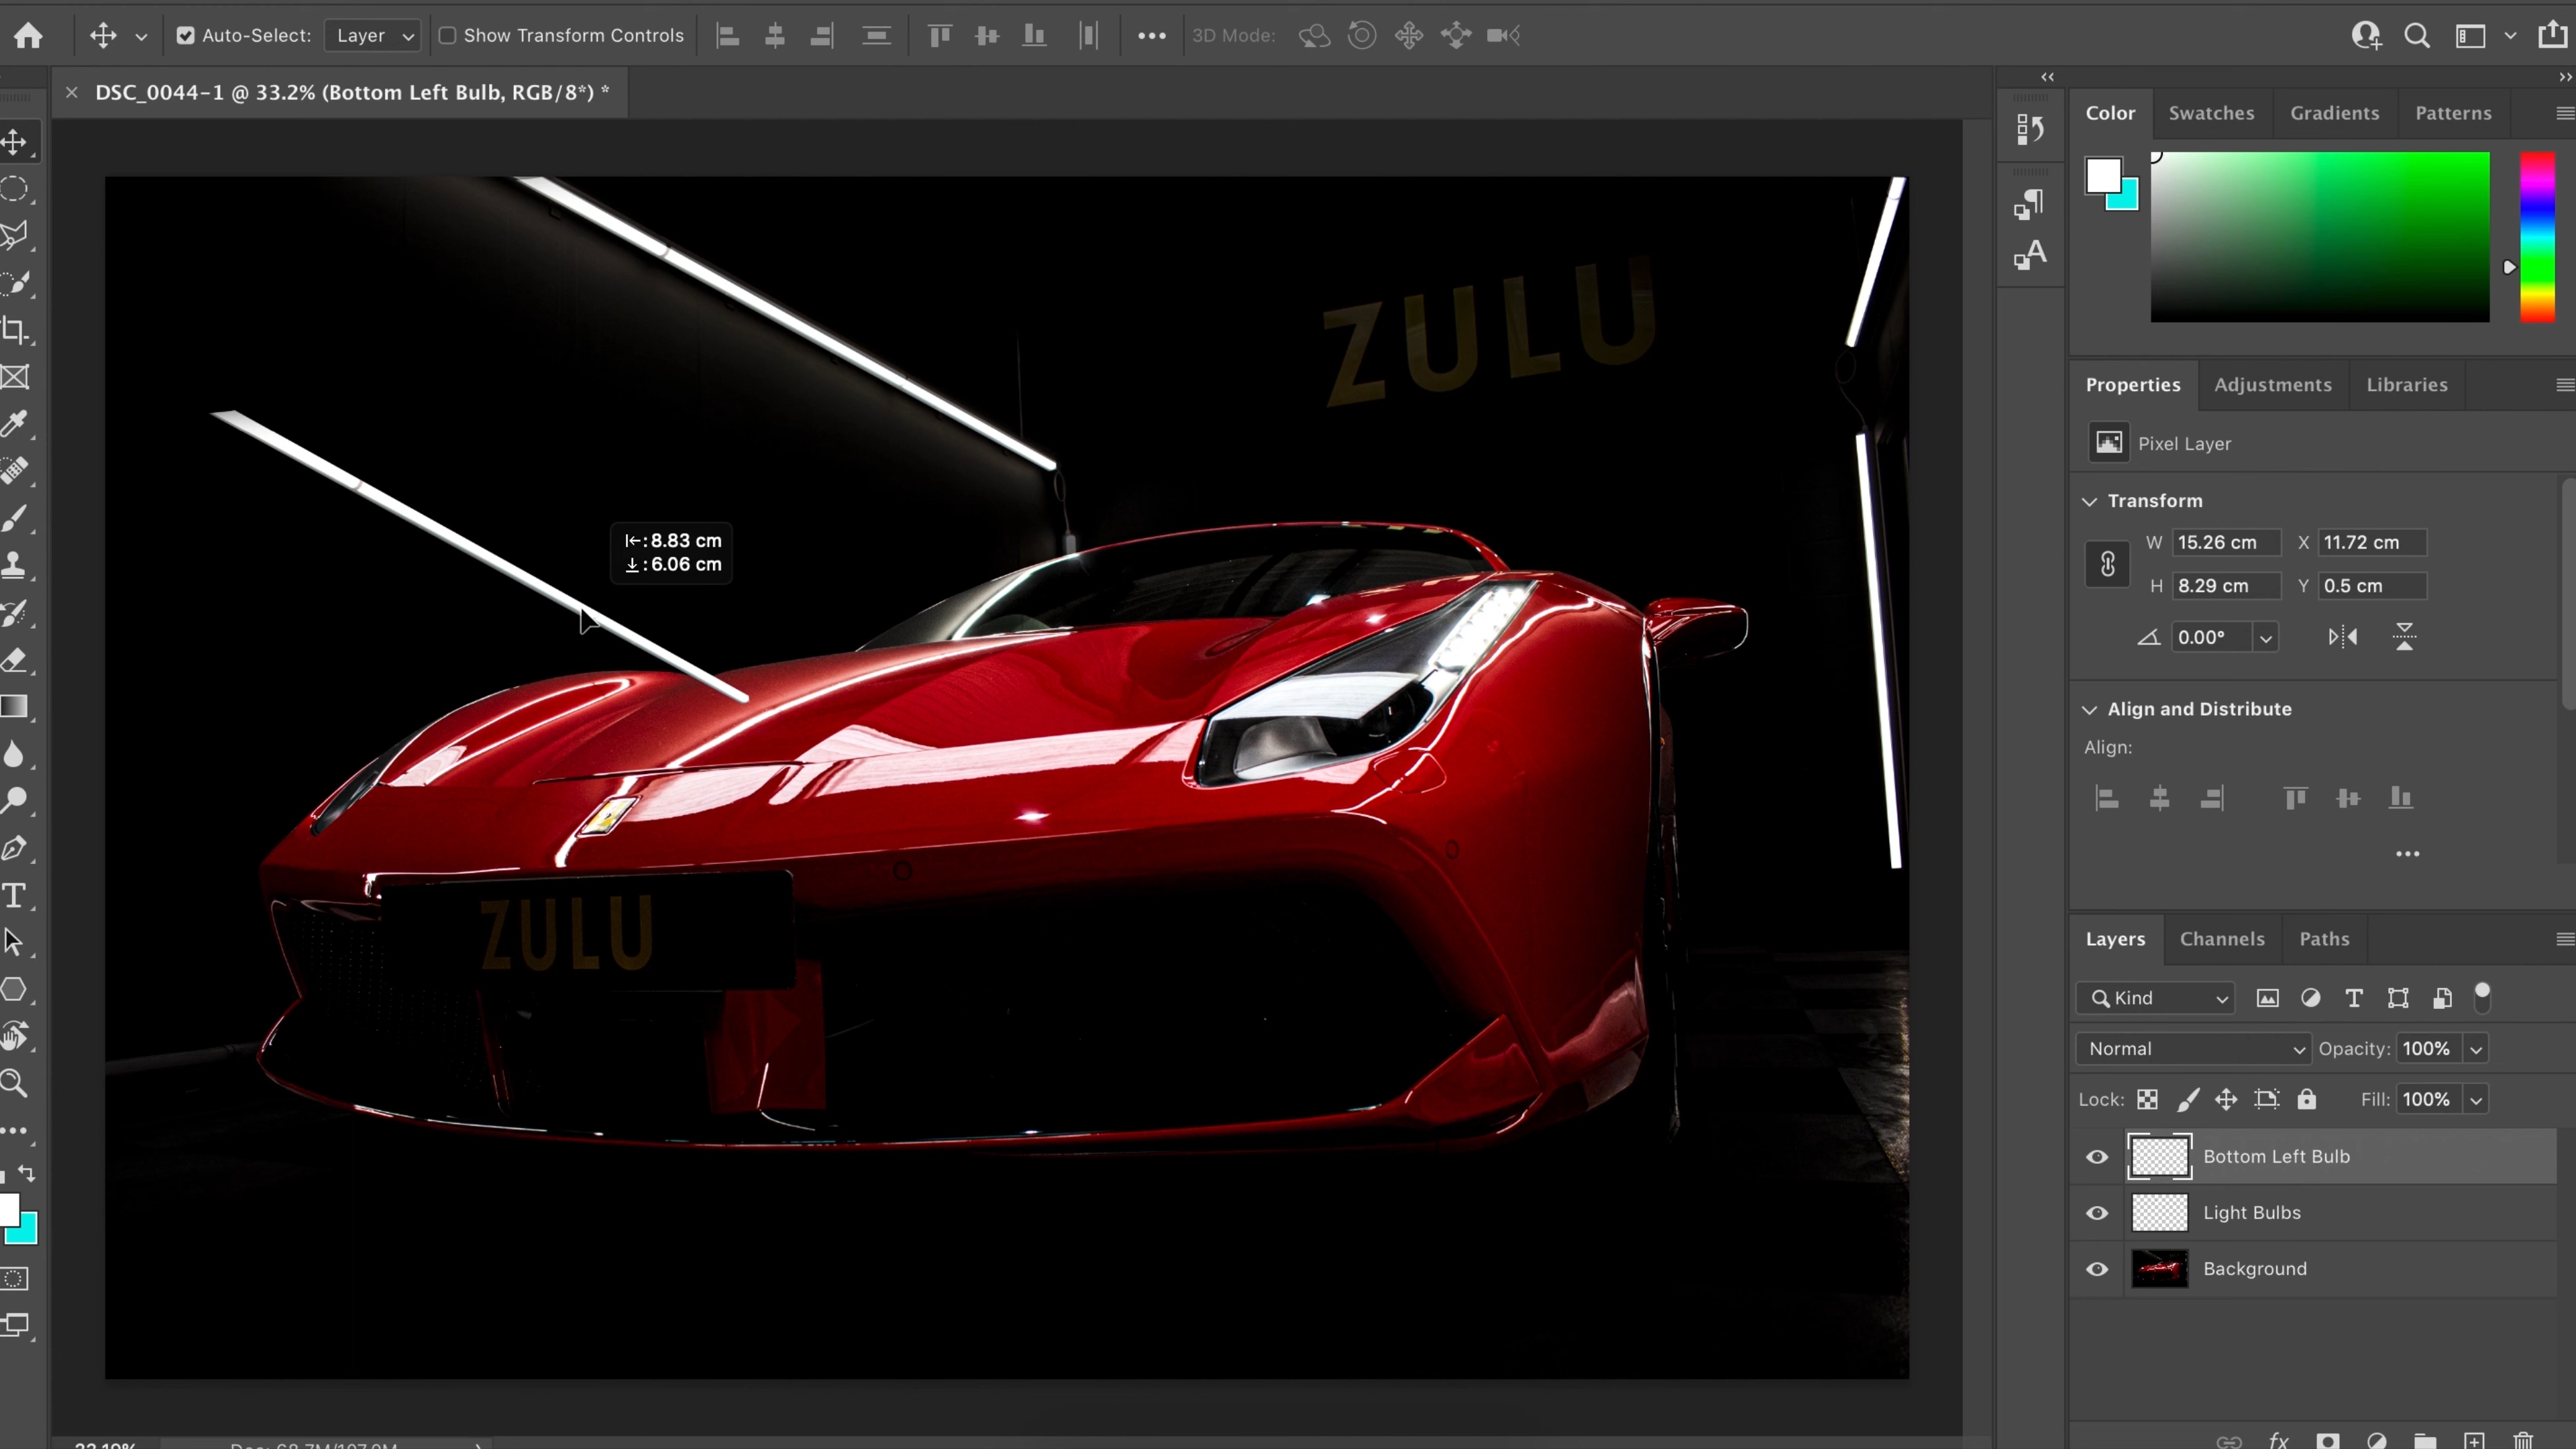 Auto-Select: Layer Show Transform Controls 3D Mode:
DSC_0044-1 @ 33.2% (Bottom Left Bulb, RGB/8*) *
Color Swatches Gradients Patterns
ZULU
Properties Adjustments Libraries
Pixel Layer
Transform
W 15.26 cm X 11.72 cm
H 8.29 cm Y 0.5 cm
0.00°
8.83 cm
6.06 cm
Align and Distribute
Align:
ZULU
Layers Channels Paths
Kind
Normal Opacity: 100%
Lock: Fill: 100%
Bottom Left Bulb
Light Bulbs
Background